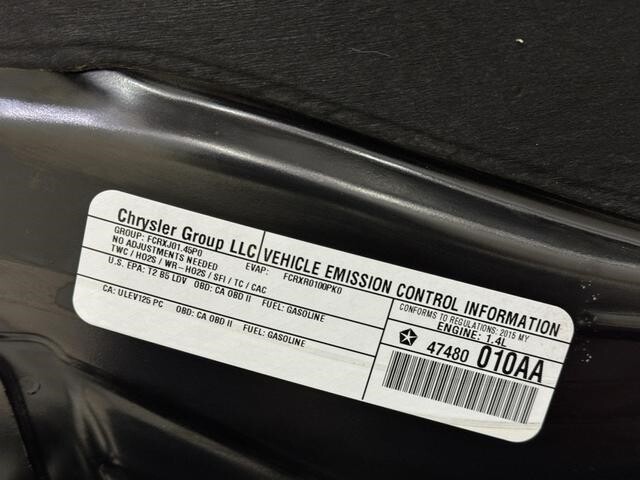 Chrysler Group LLC
VEHICLE EMISSION CONTROL INFORMATION
GROUP: FCRXJ01.45P0 EVAP: FCRXR0100PK0
NO ADJUSTMENTS NEEDED
TWC / HO2S / WR-HO2S / SFI / TC / CAC
U.S. EPA: T2 B5 LDV OBD: CA OBD II FUEL: GASOLINE
CA: ULEV125 PC OBD: CA OBD II FUEL: GASOLINE
CONFORMS TO REGULATIONS: 2015 MY
ENGINE: 1.4L
47480 010AA